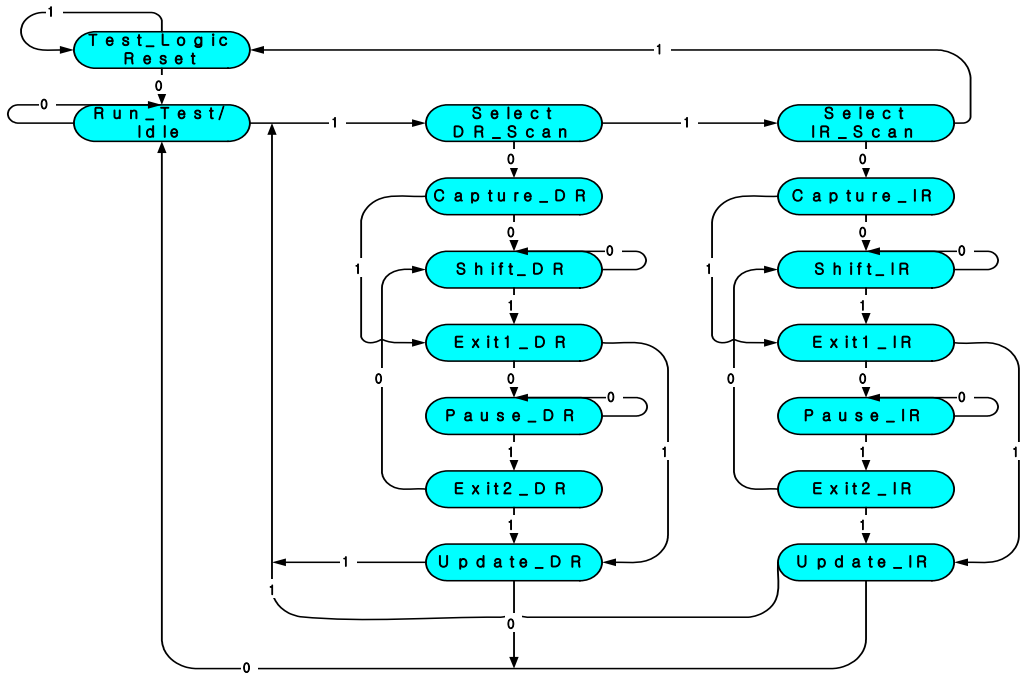 1
Test_Logic
Reset
1
0
0
Run_Test/
Idle
1
Select
DR_Scan
1
Select
IR_Scan
0
0
Capture_DR
Capture_IR
0
0
0
0
1
Shift_DR
1
Shift_IR
1
1
Exit1_DR
Exit1_IR
0
0
0
0
0
0
Pause_DR
Pause_IR
1
1
1
1
Exit2_DR
Exit2_IR
1
1
1
Update_DR
Update_IR
1
0
0